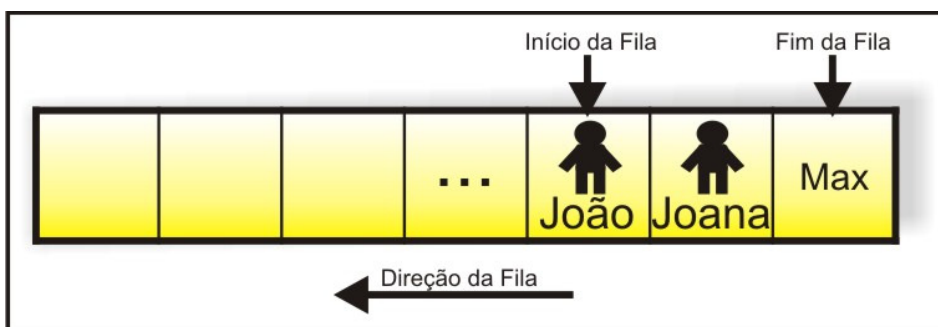 Início da Fila Fim da Fila
... João Joana Max
Direção da Fila